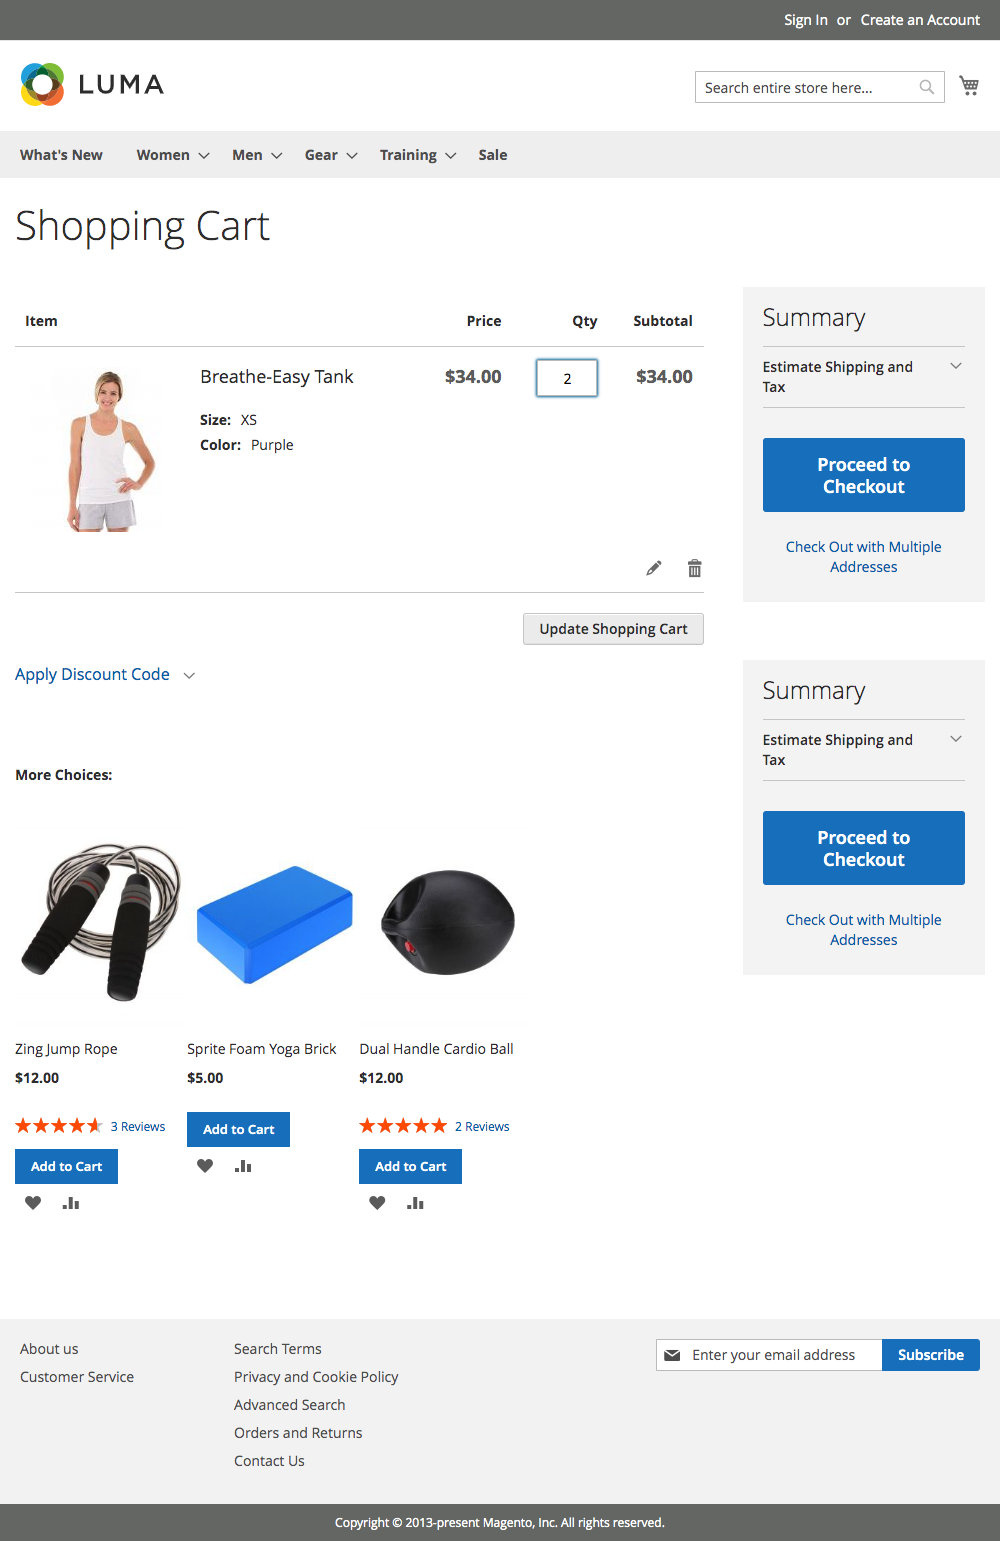 Sign In or Create an Account
LUMA
Search entire store here...
What's New Women Men Gear Training Sale
Shopping Cart
Item Price Qty Subtotal
Breathe-Easy Tank $34.00 2 $34.00
Size: XS
Color: Purple
Update Shopping Cart
Apply Discount Code
Summary
Estimate Shipping and
Tax
Proceed to
Checkout
Check Out with Multiple
Addresses
Summary
Estimate Shipping and
Tax
Proceed to
Checkout
Check Out with Multiple
Addresses
More Choices:
Zing Jump Rope
$12.00
3 Reviews
Add to Cart
Sprite Foam Yoga Brick
$5.00
Add to Cart
Dual Handle Cardio Ball
$12.00
2 Reviews
Add to Cart
About us
Customer Service
Search Terms
Privacy and Cookie Policy
Advanced Search
Orders and Returns
Contact Us
Enter your email address Subscribe
Copyright © 2013-present Magento, Inc. All rights reserved.